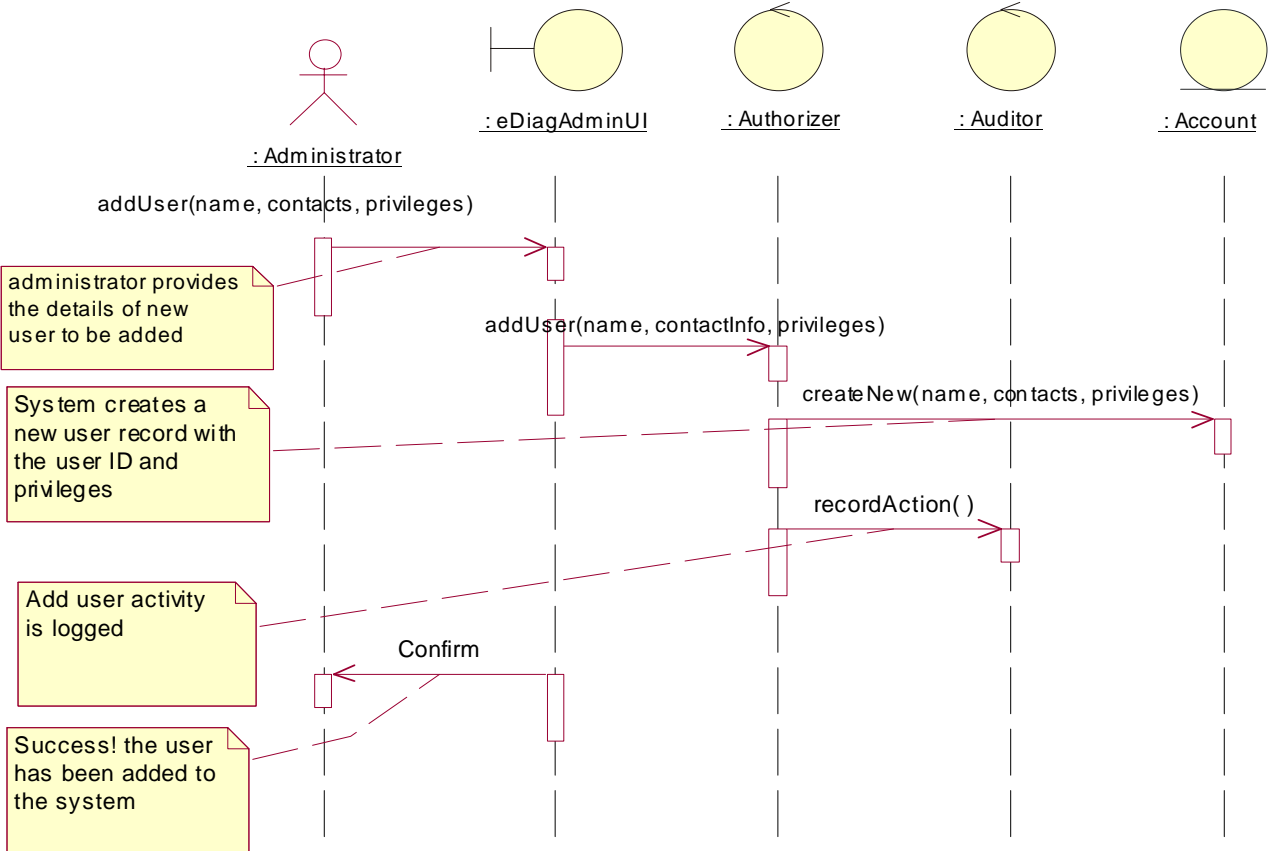 : eDiagAdminUI
: Authorizer
: Auditor
: Account
: Administrator
addUser(name, contacts, privileges)
administrator provides
the details of new
user to be added
addUser(name, contactInfo, privileges)
System creates a
new user record with
the user ID and
privileges
createNew(name, contacts, privileges)
recordAction( )
Add user activity
is logged
Confirm
Success! the user
has been added to
the system